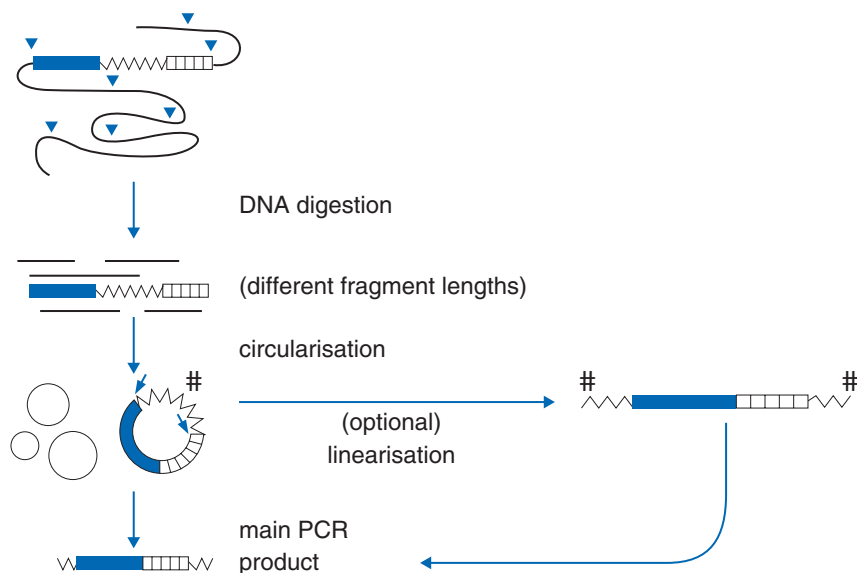 DNA digestion
(different fragment lengths)
circularisation
#
#
#
(optional)
linearisation
main PCR
product